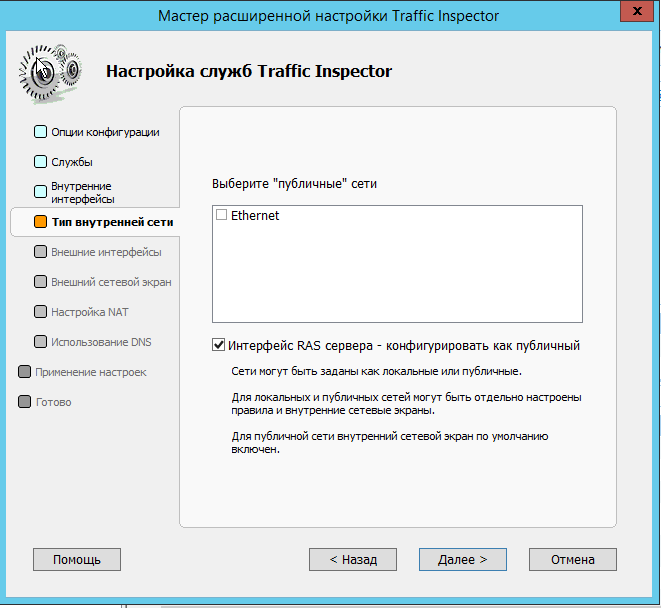 Мастер расширенной настройки Traffic Inspector
x
Настройка служб Traffic Inspector
Опции конфигурации
Службы
Внутренние
интерфейсы
Тип внутренней сети
Внешние интерфейсы
Внешний сетевой экран
Настройка NAT
Использование DNS
Применение настроек
Готово
Выберите "публичные" сети
Ethernet
Интерфейс RAS сервера - конфигурировать как публичный
Сети могут быть заданы как локальные или публичные.
Для локальных и публичных сетей могут быть отдельно настроены
правила и внутренние сетевые экраны.
Для публичной сети внутренний сетевой экран по умолчанию
включен.
Помощь
< Назад
Далее >
Отмена